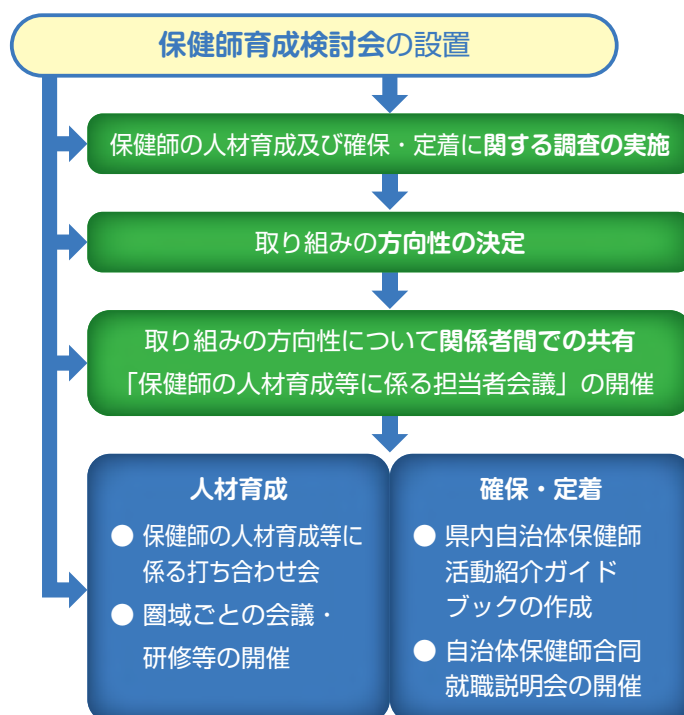 保健師育成検討会の設置
保健師の人材育成及び確保・定着に関する調査の実施
取り組みの方向性の決定
取り組みの方向性について関係者間での共有
「保健師の人材育成等に係る担当者会議」の開催
人材育成
● 保健師の人材育成等に
係る打ち合わせ会
● 圏域ごとの会議・
研修等の開催
確保・定着
● 県内自治体保健師
活動紹介ガイド
ブックの作成
● 自治体保健師合同
就職説明会の開催